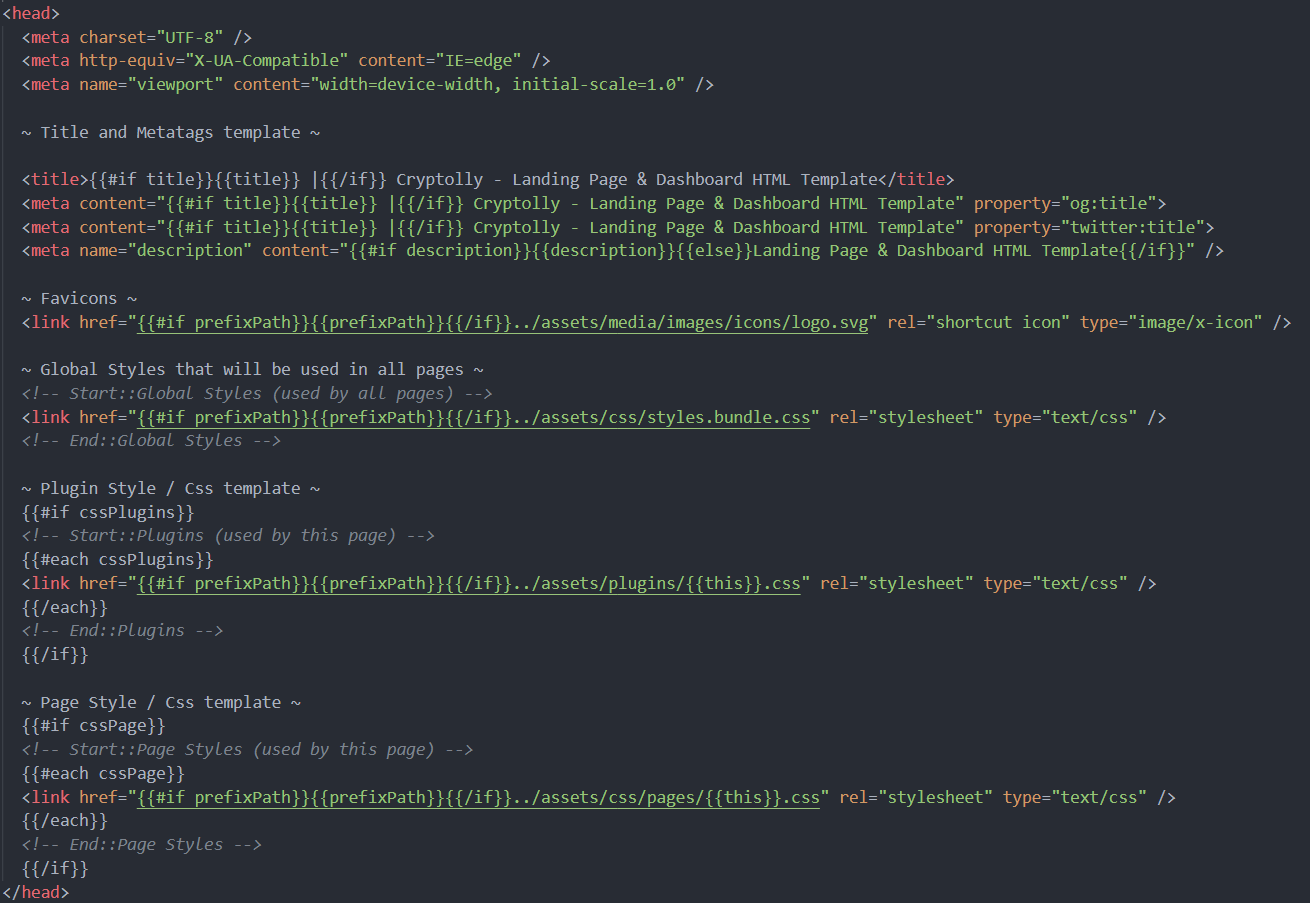 <head>
<meta charset="UTF-8" />
<meta http-equiv="X-UA-Compatible" content="IE=edge" />
<meta name="viewport" content="width=device-width, initial-scale=1.0" />
~ Title and Metatags template ~
<title>{{#if title}}{{title}} |{{/if}} Cryptolly - Landing Page & Dashboard HTML Template</title>
<meta content="{{#if title}}{{title}} |{{/if}} Cryptolly - Landing Page & Dashboard HTML Template" property="og:title">
<meta content="{{#if title}}{{title}} |{{/if}} Cryptolly - Landing Page & Dashboard HTML Template" property="twitter:title">
<meta name="description" content="{{#if description}}{{description}}{{else}}Landing Page & Dashboard HTML Template{{/if}}" />
~ Favicons ~
<link href="{{#if prefixPath}}{{prefixPath}}{{/if}}../assets/media/images/icons/logo.svg" rel="shortcut icon" type="image/x-icon" />
~ Global Styles that will be used in all pages ~
<!-- Start::Global Styles (used by all pages) -->
<link href="{{#if prefixPath}}{{prefixPath}}{{/if}}../assets/css/styles.bundle.css" rel="stylesheet" type="text/css" />
<!-- End::Global Styles -->
~ Plugin Style / Css template ~
{{#if cssPlugins}}
<!-- Start::Plugins (used by this page) -->
{{#each cssPlugins}}
<link href="{{#if prefixPath}}{{prefixPath}}{{/if}}../assets/plugins/{{this}}.css" rel="stylesheet" type="text/css" />
{{/each}}
<!-- End::Plugins -->
{{/if}}
~ Page Style / Css template ~
{{#if cssPage}}
<!-- Start::Page Styles (used by this page) -->
{{#each cssPage}}
<link href="{{#if prefixPath}}{{prefixPath}}{{/if}}../assets/css/pages/{{this}}.css" rel="stylesheet" type="text/css" />
{{/each}}
<!-- End::Page Styles -->
{{/if}}
</head>